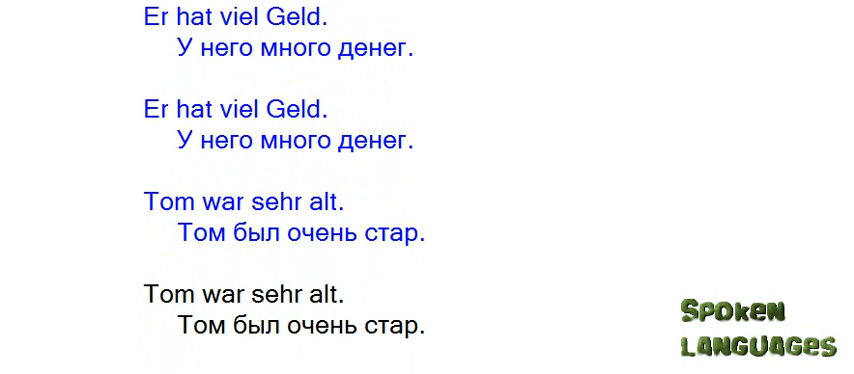 Er hat viel Geld.
У него много денег.
Er hat viel Geld.
У него много денег.
Tom war sehr alt.
Том был очень стар.
Tom war sehr alt.
Том был очень стар.
SPOKEN
LANGUAGES